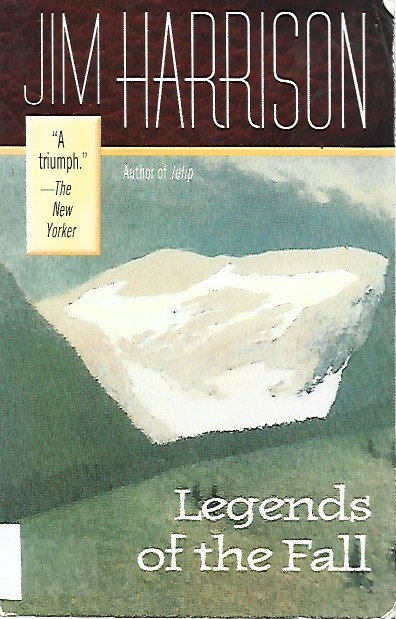 JIM HARRISON
"A
triumph."
—The
New
Yorker
Author of Julip
Legends
of the Fall